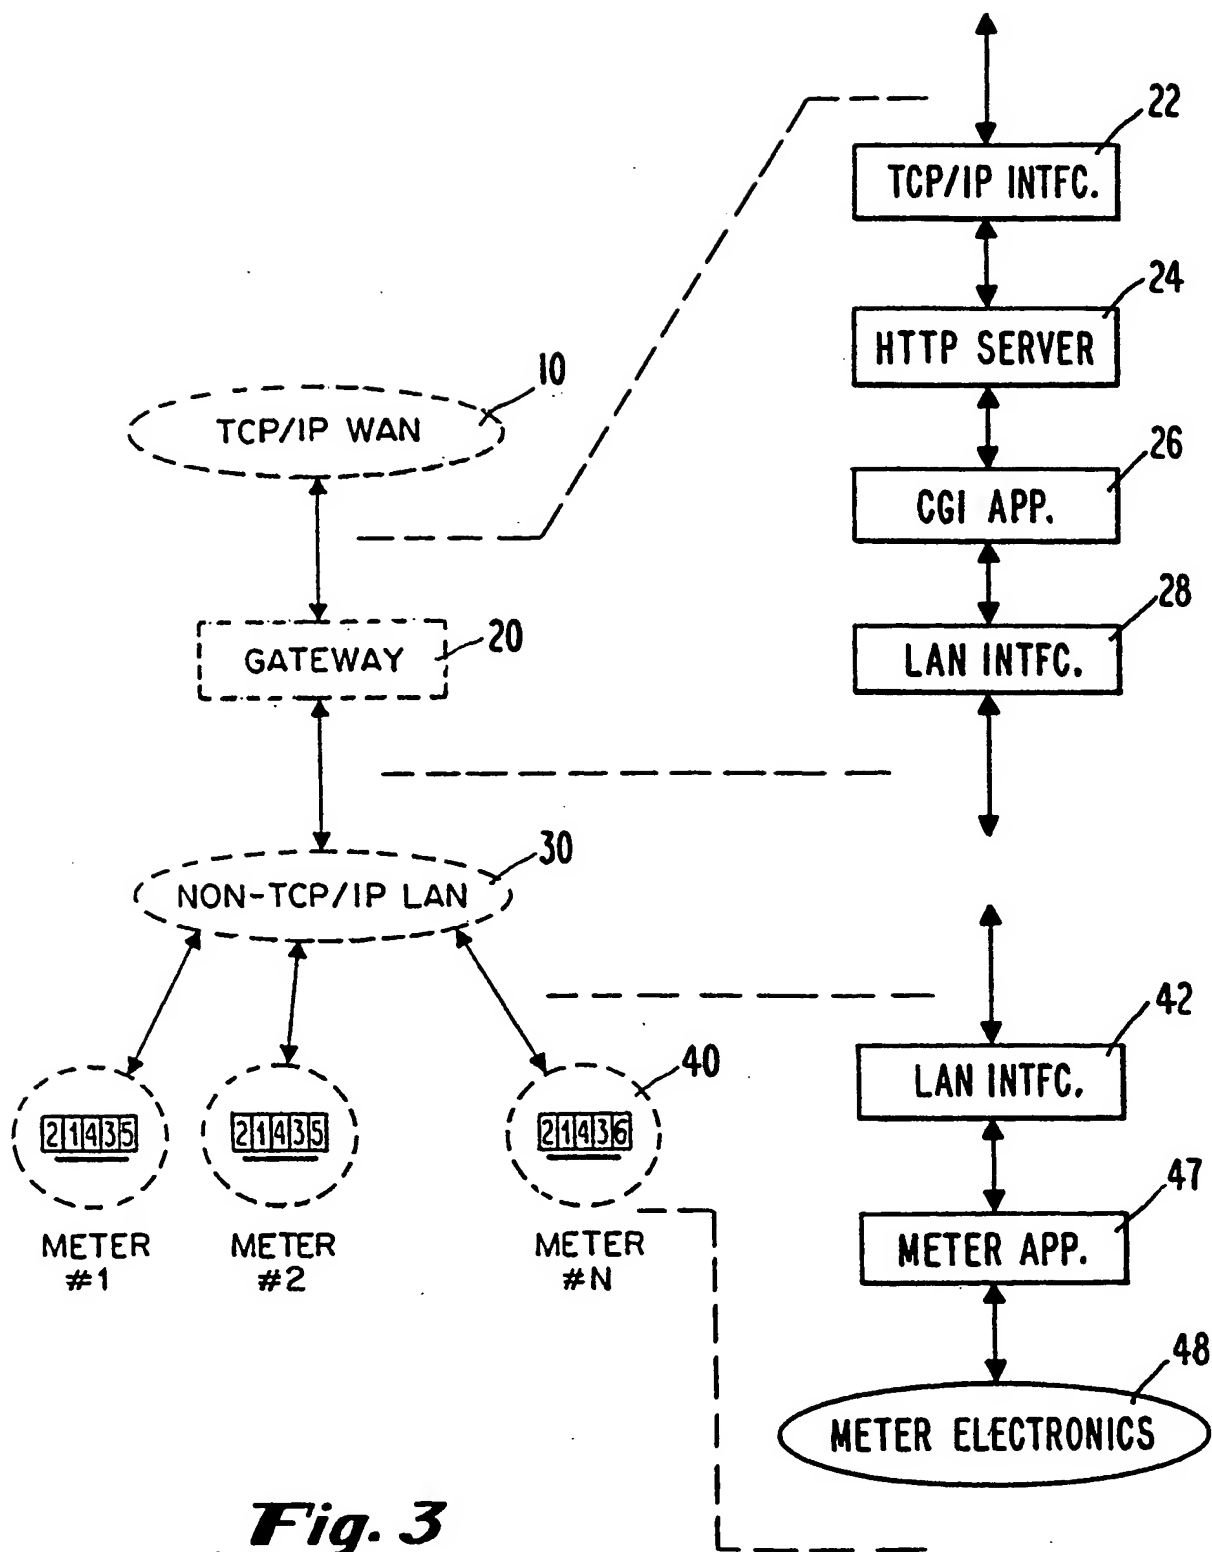 22
TCP/IP INTFC.
24
HTTP SERVER
10
TCP/IP WAN
26
CGI APP.
28
LAN INTFC.
20
GATEWAY
30
NON-TCP/IP LAN
42
LAN INTFC.
40
21435
21435
21436
METER
#1
METER
#2
METER
#N
47
METER APP.
48
METER ELECTRONICS
Fig. 3